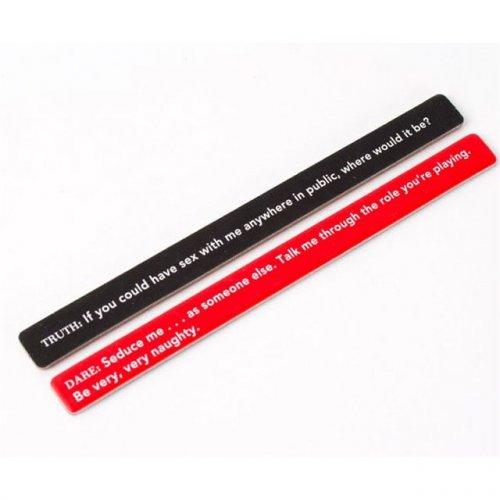 TRUTH: If you could have sex with me anywhere in public, where would it be?
DARE: Seduce me . . . as someone else. Talk me through the role you're playing.
Be very, very naughty.